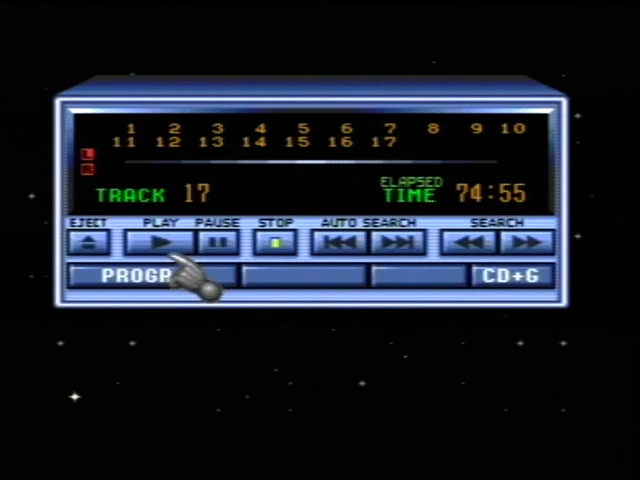 1 2 3 4 5 6 7 8 9 10
11 12 13 14 15 16 17
L
R
ELAPSED
TRACK 17 TIME 74:55
EJECT PLAY PAUSE STOP AUTO SEARCH SEARCH
PROGR CD+G